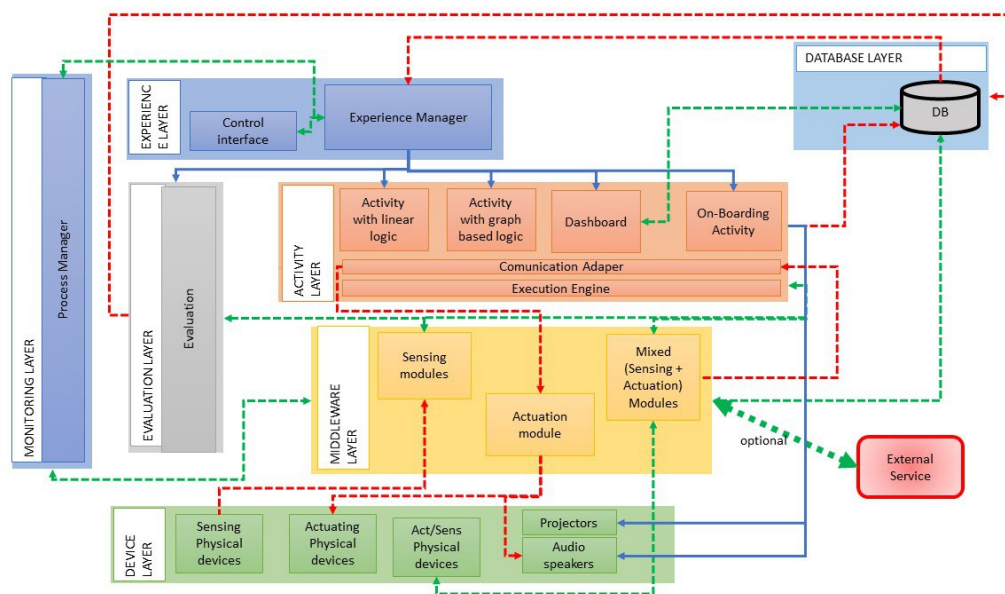 DATABASE LAYER
DB
EXPERIENC
E LAYER
Control
interface
Experience Manager
MONITORING LAYER
Process Manager
EVALUATION LAYER
Evaluation
ACTIVITY
LAYER
Activity
with linear
logic
Activity
with graph
based logic
Dashboard
On-Boarding
Activity
Comunication Adaper
Execution Engine
MIDDLEWARE
LAYER
Sensing
modules
Actuation
module
Mixed
(Sensing +
Actuation)
Modules
optional
External
Service
DEVICE
LAYER
Sensing
Physical
devices
Actuating
Physical
devices
Act/Sens
Physical
devices
Projectors
Audio
speakers